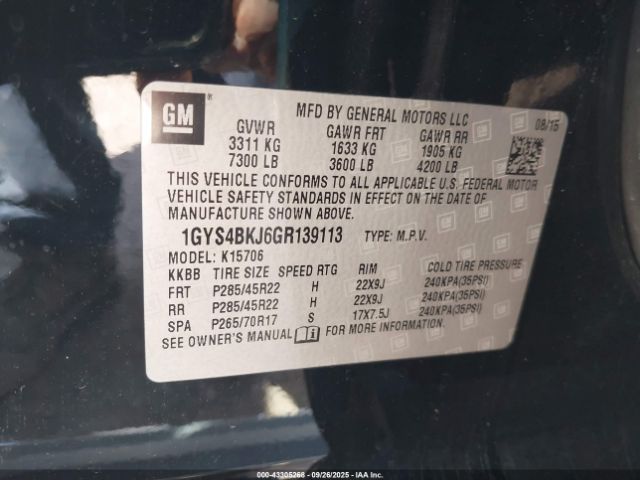 GM
MFD BY GENERAL MOTORS LLC
08/15
GVWR GAWR FRT GAWR RR
3311 KG 1633 KG 1905 KG
7300 LB 3600 LB 4200 LB
THIS VEHICLE CONFORMS TO ALL APPLICABLE U.S. FEDERAL MOTOR
VEHICLE SAFETY STANDARDS IN EFFECT ON THE DATE OF
MANUFACTURE SHOWN ABOVE.
1GYS4BKJ6GR139113 TYPE: M.P.V.
MODEL: K15706
KKBB TIRE SIZE SPEED RTG RIM COLD TIRE PRESSURE
FRT P285/45R22 H 22X9J 240KPA(35PSI)
RR P285/45R22 H 22X9J 240KPA(35PSI)
SPA P265/70R17 S 17X7.5J 240KPA(35PSI)
SEE OWNER'S MANUAL FOR MORE INFORMATION.
000-43305268 - 09/26/2025 - IAA Inc.